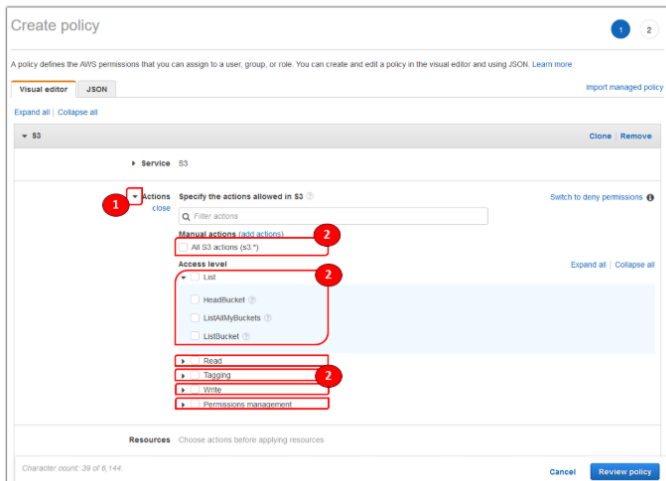 Create policy
1 2
A policy defines the AWS permissions that you can assign to a user, group, or role. You can create and edit a policy in the visual editor and using JSON. Learn more
Visual editor JSON Import managed policy
Expand all | Collapse all
S3 Clone | Remove
Service S3
1 Actions Specify the actions allowed in S3 Switch to deny permissions
close
Filter actions
Manual actions (add actions) 2
All S3 actions (s3.*)
Access level Expand all | Collapse all
List 2
HeadBucket
ListAllMyBuckets
ListBucket
Read
Tagging 2
Write
Permissions management
Resources Choose actions before applying resources
Character count: 39 of 6,144. Cancel Review policy